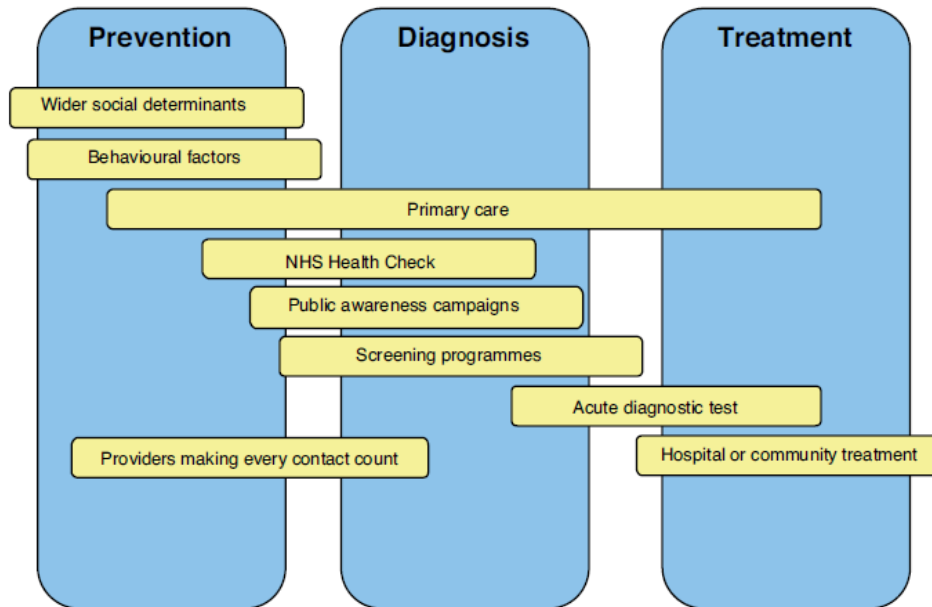 Prevention
Diagnosis
Treatment
Wider social determinants
Behavioural factors
Primary care
NHS Health Check
Public awareness campaigns
Screening programmes
Acute diagnostic test
Providers making every contact count
Hospital or community treatment